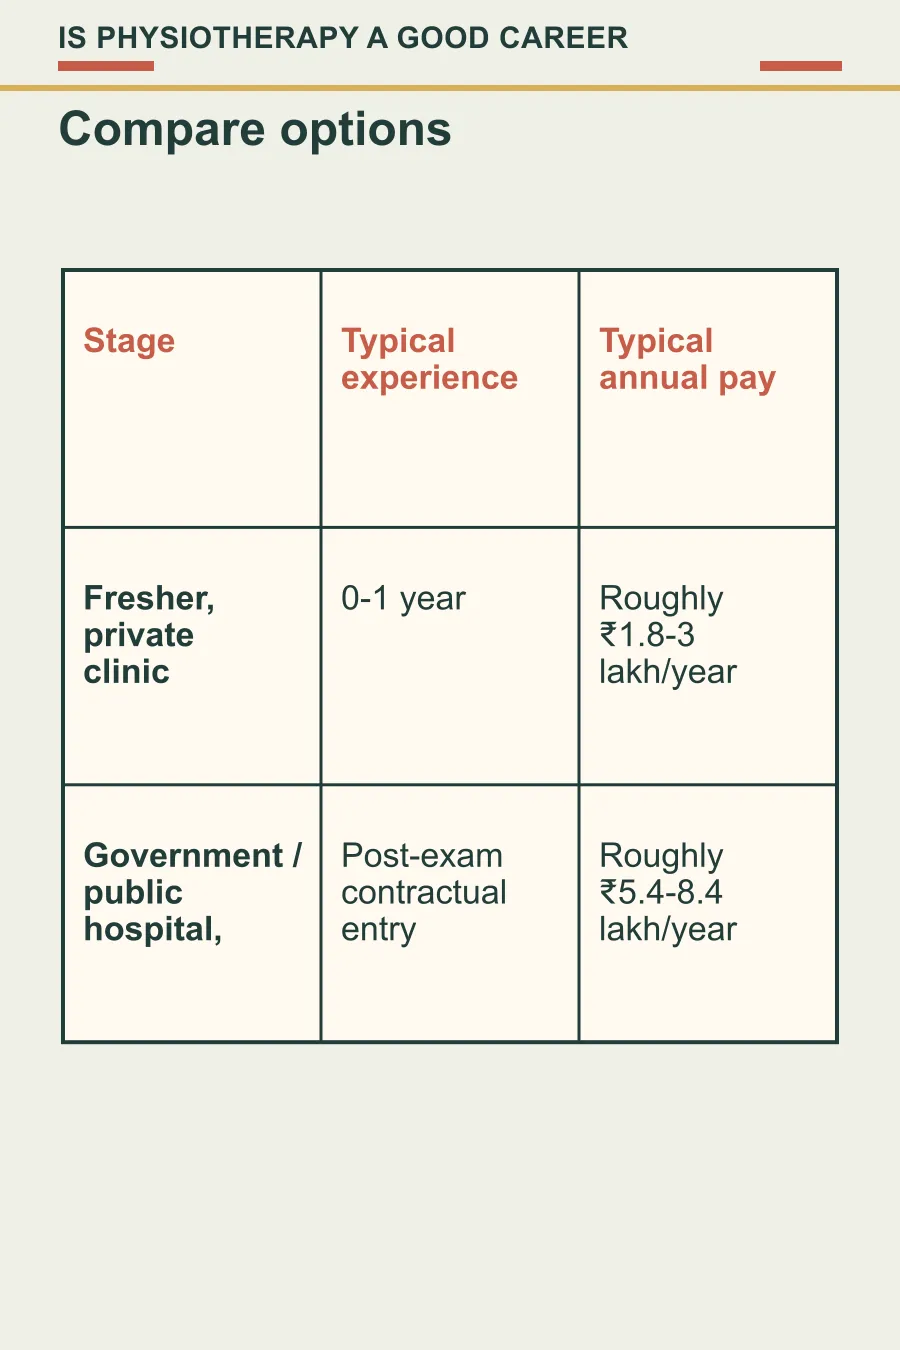 IS PHYSIOTHERAPY A GOOD CAREER
Compare options
Stage
Typical
experience
Typical
annual pay
Fresher,
private
clinic
0-1 year
Roughly
₹1.8-3
lakh/year
Government /
public
hospital,
Post-exam
contractual
entry
Roughly
₹5.4-8.4
lakh/year